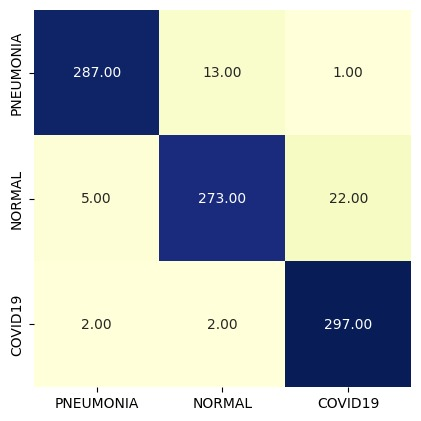 PNEUMONIA 287.00 13.00 1.00
NORMAL 5.00 273.00 22.00
COVID19 2.00 2.00 297.00
PNEUMONIA NORMAL COVID19